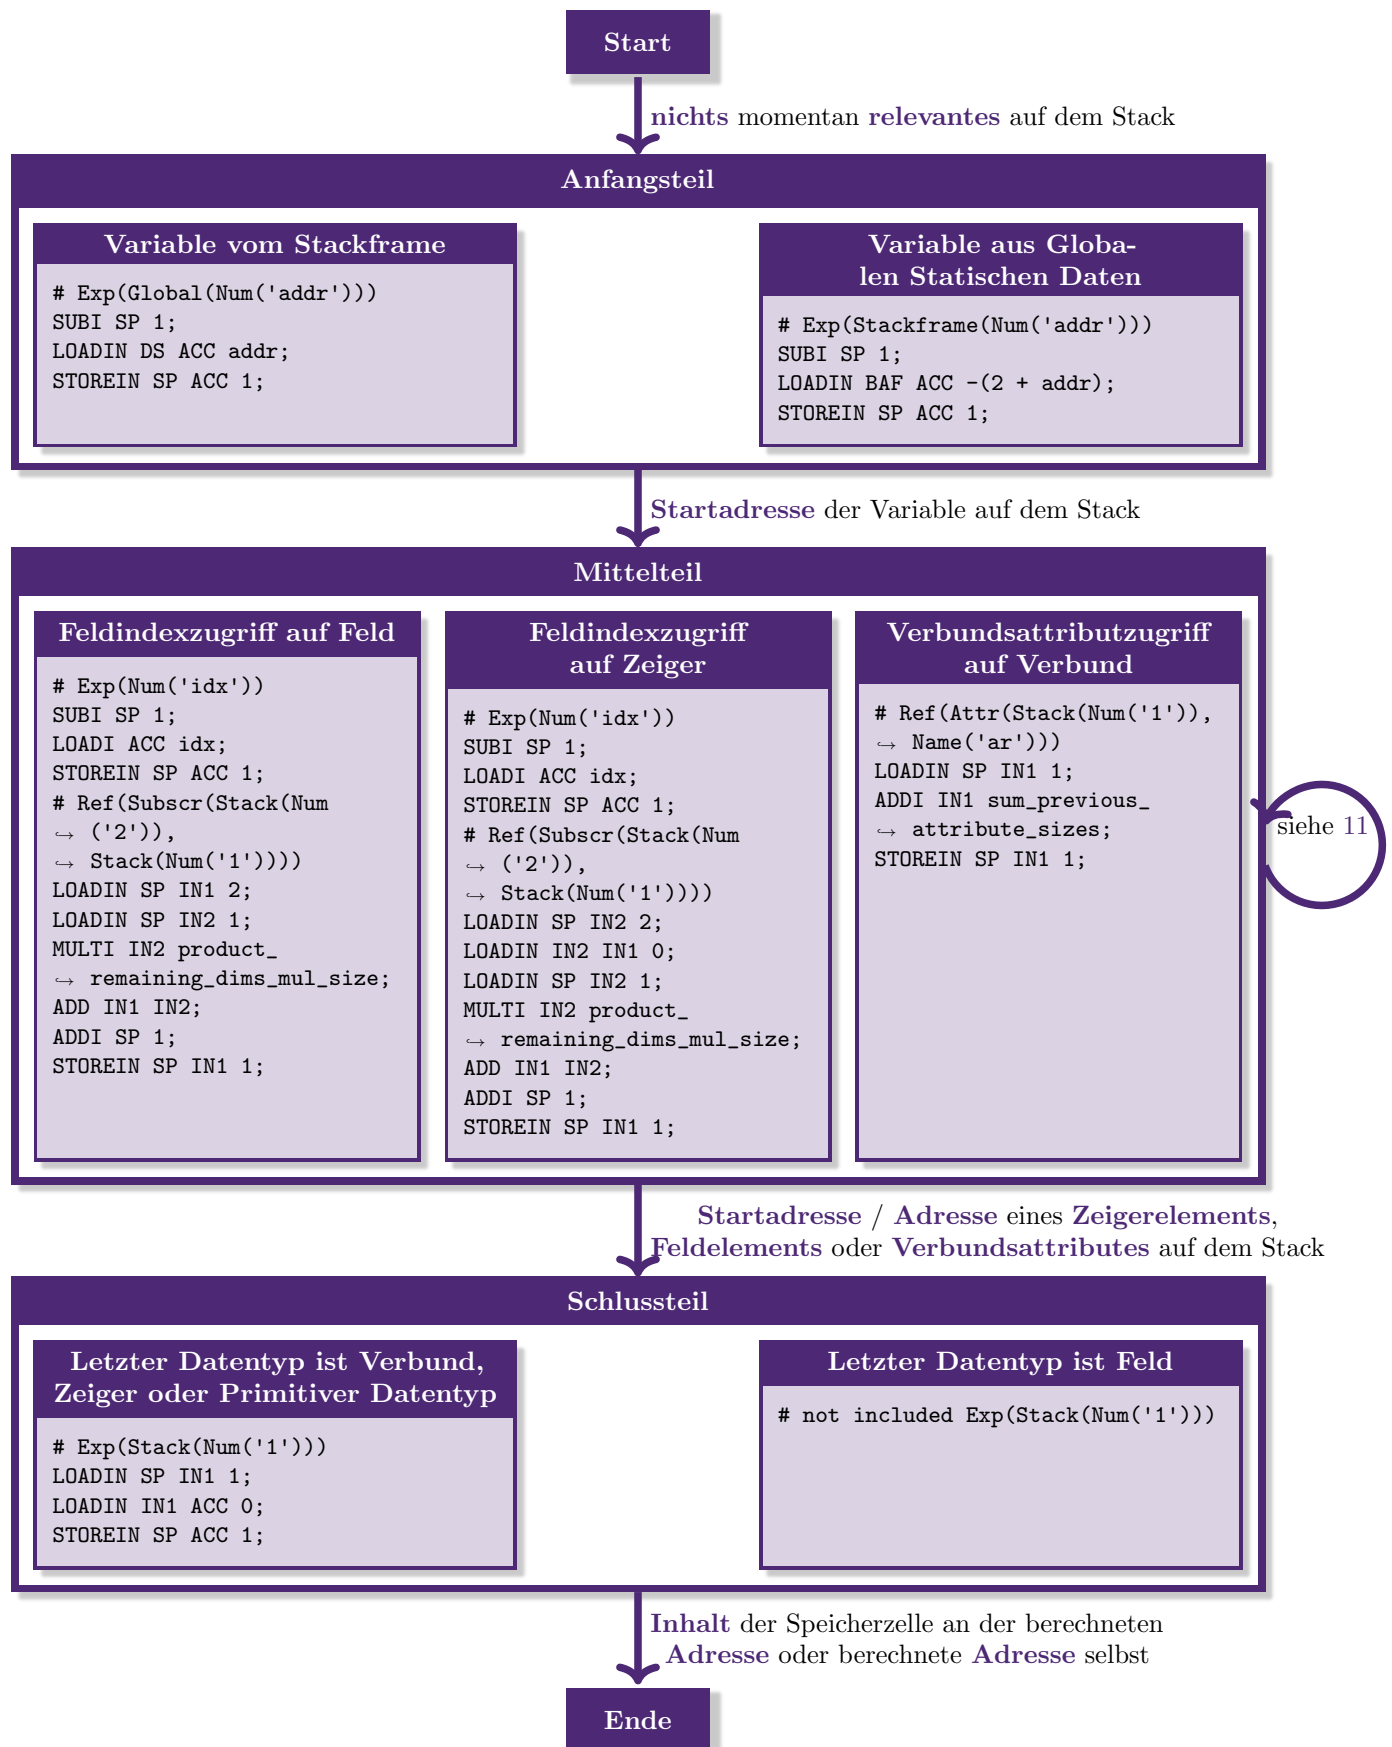 Start
nichts momentan relevantes auf dem Stack
Anfangsteil
Variable vom Stackframe
# Exp(Global(Num('addr')))
SUBI SP 1;
LOADIN DS ACC addr;
STOREIN SP ACC 1;
Variable aus Globa-
len Statischen Daten
# Exp(Stackframe(Num('addr')))
SUBI SP 1;
LOADIN BAF ACC -(2 + addr);
STOREIN SP ACC 1;
Startadresse der Variable auf dem Stack
Mittelteil
Feldindexzugriff auf Feld
# Exp(Num('idx'))
SUBI SP 1;
LOADI ACC idx;
STOREIN SP ACC 1;
# Ref(Subscr(Stack(Num
↪ ('2')),
↪ Stack(Num('1'))))
LOADIN SP IN1 2;
LOADIN SP IN2 1;
MULTI IN2 product_
↪ remaining_dims_mul_size;
ADD IN1 IN2;
ADDI SP 1;
STOREIN SP IN1 1;
Feldindexzugriff
auf Zeiger
# Exp(Num('idx'))
SUBI SP 1;
LOADI ACC idx;
STOREIN SP ACC 1;
# Ref(Subscr(Stack(Num
↪ ('2')),
↪ Stack(Num('1'))))
LOADIN SP IN2 2;
LOADIN IN2 IN1 0;
LOADIN SP IN2 1;
MULTI IN2 product_
↪ remaining_dims_mul_size;
ADD IN1 IN2;
ADDI SP 1;
STOREIN SP IN1 1;
Verbundsattributzugriff
auf Verbund
# Ref(Attr(Stack(Num('1')),
↪ Name('ar')))
LOADIN SP IN1 1;
ADDI IN1 sum_previous_
↪ attribute_sizes;
STOREIN SP IN1 1;
siehe 11
Startadresse / Adresse eines Zeigerelements,
Feldelements oder Verbundsattributes auf dem Stack
Schlussteil
Letzter Datentyp ist Verbund,
Zeiger oder Primitiver Datentyp
# Exp(Stack(Num('1')))
LOADIN SP IN1 1;
LOADIN IN1 ACC 0;
STOREIN SP ACC 1;
Letzter Datentyp ist Feld
# not included Exp(Stack(Num('1')))
Inhalt der Speicherzelle an der berechneten
Adresse oder berechnete Adresse selbst
Ende